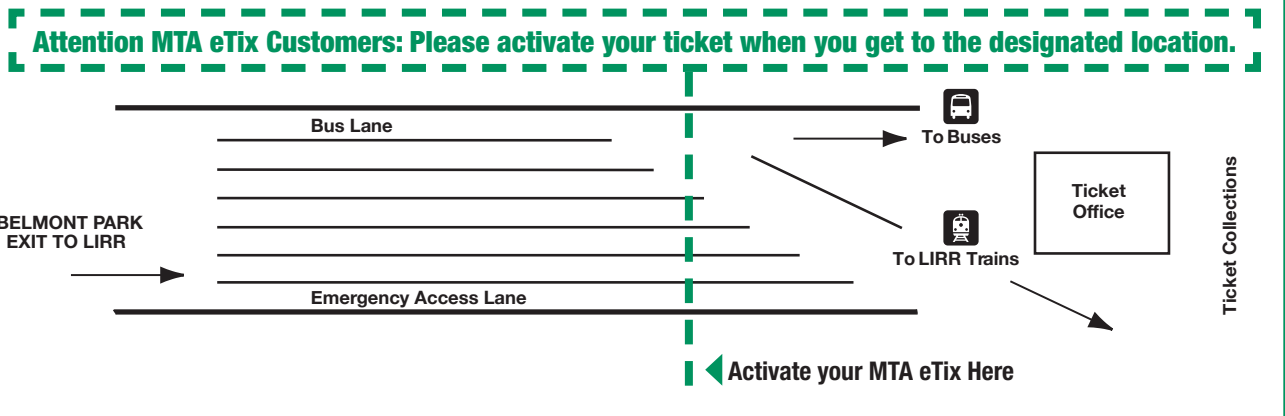 Attention MTA eTix Customers: Please activate your ticket when you get to the designated location.
Bus Lane
To Buses
Ticket
Office
Ticket Collections
BELMONT PARK
EXIT TO LIRR
To LIRR Trains
Emergency Access Lane
Activate your MTA eTix Here